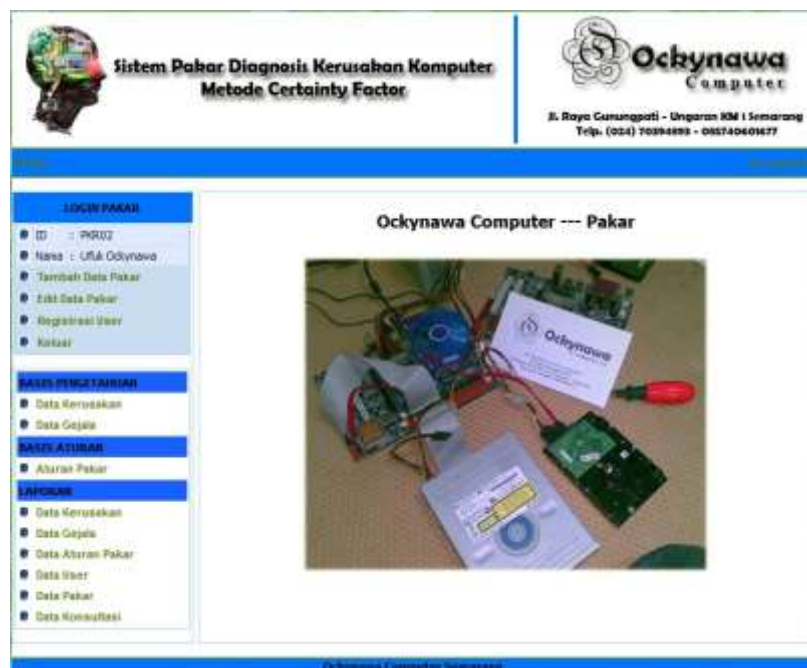 Sistem Pakar Diagnosis Kerusakan Komputer
Metode Certainty Factor
Ockynawa
Computer
Jl. Raya Gunungpati - Ungaran KM 1 Semarang
Telp. (024)
LOGIN PAKAR
ID : PKR02
Nama : Ufuk Ockynawa
Tambah Data Pakar
Edit Data Pakar
Registrasi User
Keluar
BASIS PENGETAHUAN
Data Kerusakan
Data Gejala
BASIS ATURAN
Aturan Pakar
LAPORAN
Data Kerusakan
Data Gejala
Data Aturan Pakar
Data User
Data Pakar
Data Konsultasi
Ockynawa Computer --- Pakar
Ockynawa
Ockynawa Computer Semarang